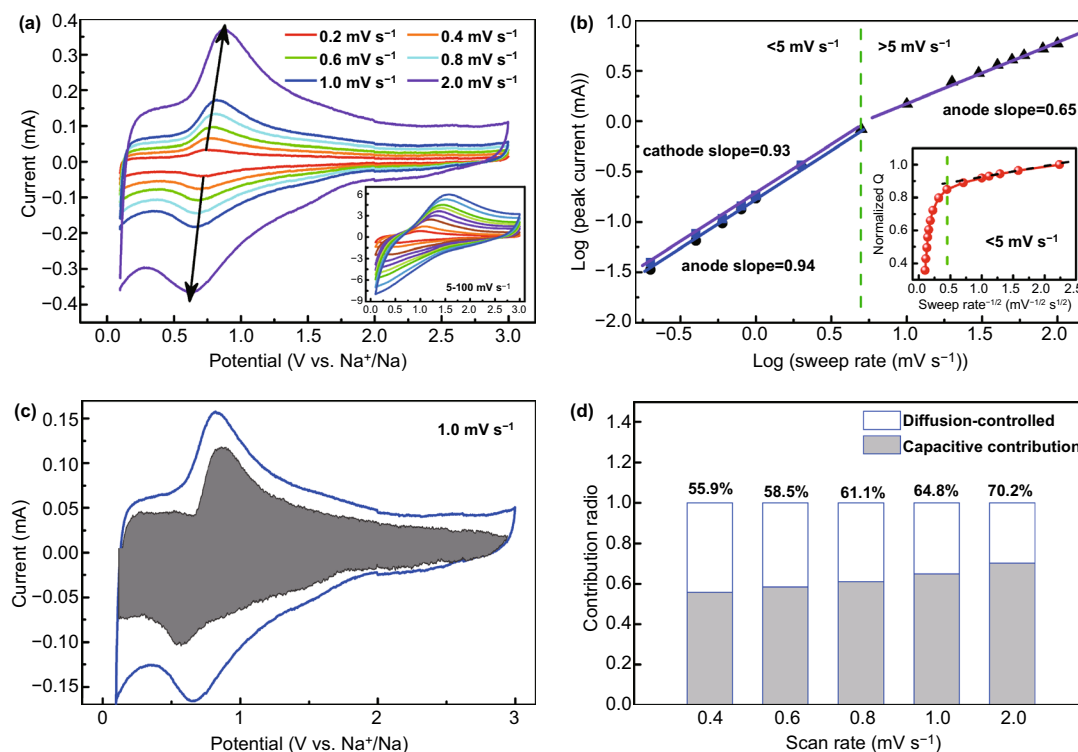 (a)
0.4
0.3
0.2
0.1
0.0
−0.1
−0.2
−0.3
−0.4
Current (mA)
0.2 mV s⁻¹ 0.4 mV s⁻¹
0.6 mV s⁻¹ 0.8 mV s⁻¹
1.0 mV s⁻¹ 2.0 mV s⁻¹
6
3
0
−3
−6
−9
5-100 mV s⁻¹
0.0 0.5 1.0 1.5 2.0 2.5 3.0
0.0 0.5 1.0 1.5 2.0 2.5 3.0
Potential (V vs. Na⁺/Na)
(b)
1.0
0.5
0.0
−0.5
−1.0
−1.5
−2.0
Log (peak current (mA))
<5 mV s⁻¹ >5 mV s⁻¹
anode slope=0.65
cathode slope=0.93
anode slope=0.94
1.0
0.8
0.6
0.4
Normalized Q
<5 mV s⁻¹
0.0 0.5 1.0 1.5 2.0 2.5
Sweep rate⁻¹/² (mV⁻¹/² s¹/²)
−0.5 0.0 0.5 1.0 1.5 2.0
Log (sweep rate (mV s⁻¹))
(c)
0.15
0.10
0.05
0.00
−0.05
−0.10
−0.15
Current (mA)
1.0 mV s⁻¹
0 1 2 3
Potential (V vs. Na⁺/Na)
(d)
1.4
1.2
1.0
0.8
0.6
0.4
0.2
0.0
Contribution radio
Diffusion-controlled
Capacitive contribution
55.9% 58.5% 61.1% 64.8% 70.2%
0.4 0.6 0.8 1.0 2.0
Scan rate (mV s⁻¹)